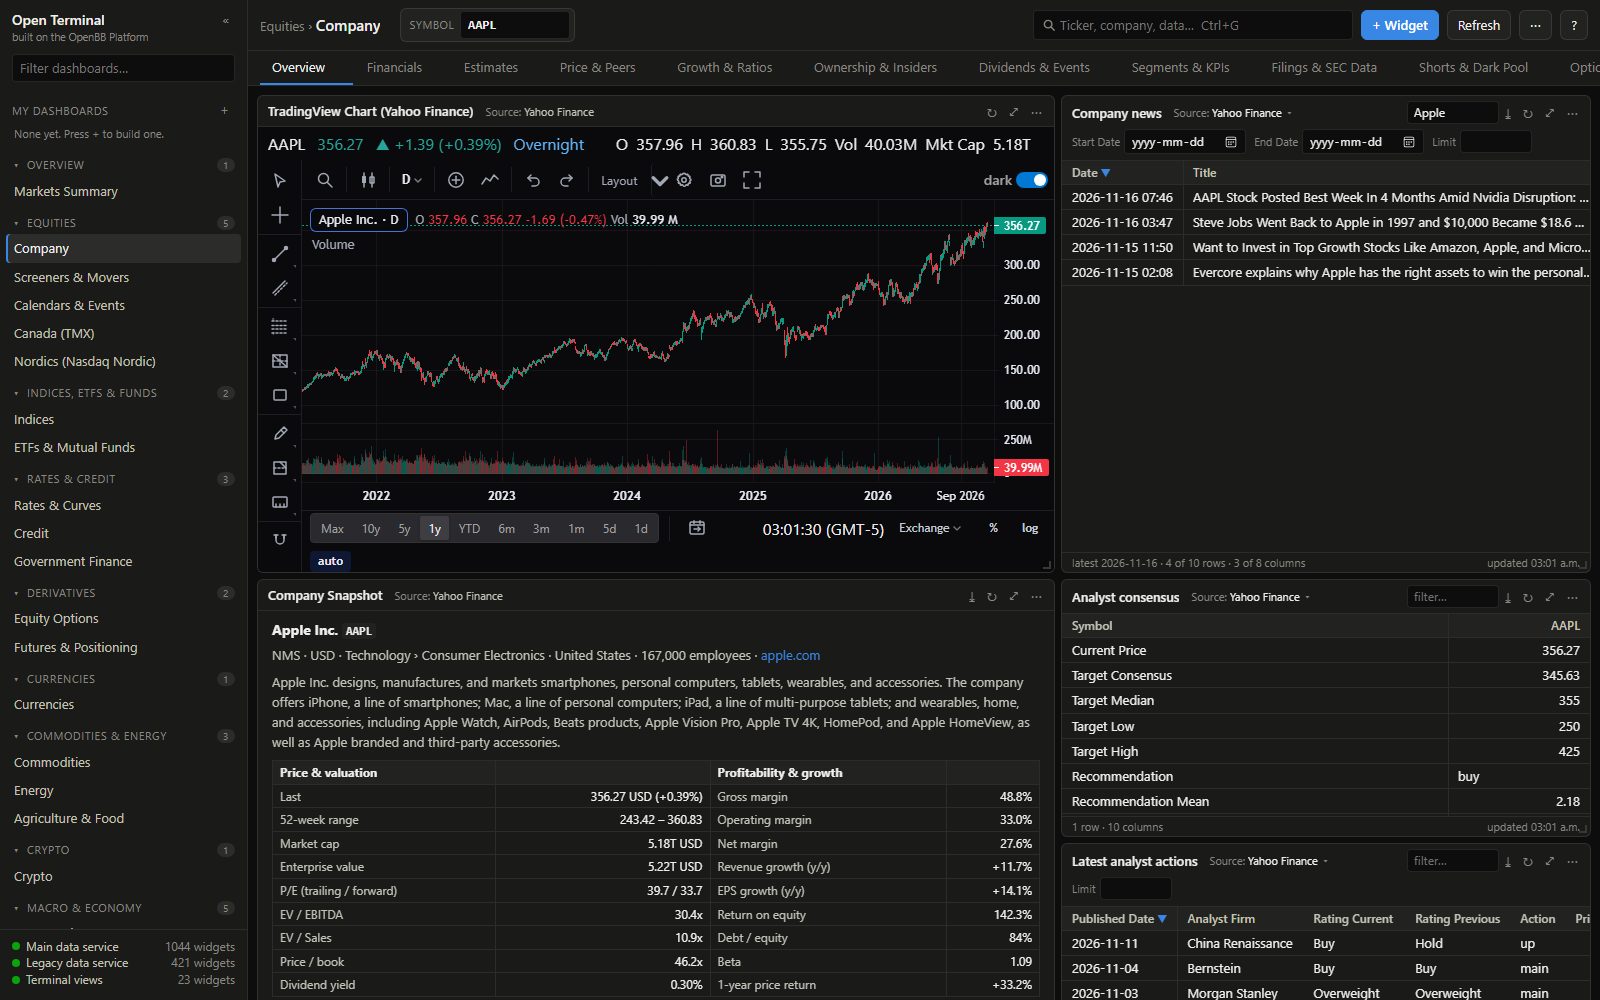 Open Terminal «
built on the OpenBB Platform
Filter dashboards...
MY DASHBOARDS +
None yet. Press + to build one.
OVERVIEW 1
Markets Summary
EQUITIES 5
Company
Screeners & Movers
Calendars & Events
Canada (TMX)
Nordics (Nasdaq Nordic)
INDICES, ETFS & FUNDS 2
Indices
ETFs & Mutual Funds
RATES & CREDIT 3
Rates & Curves
Credit
Government Finance
DERIVATIVES 2
Equity Options
Futures & Positioning
CURRENCIES 1
Currencies
COMMODITIES & ENERGY 3
Commodities
Energy
Agriculture & Food
CRYPTO 1
Crypto
MACRO & ECONOMY 5
Main data service 1044 widgets
Legacy data service 421 widgets
Terminal views 23 widgets
Equities › Company SYMBOL AAPL
Ticker, company, data... Ctrl+G
+ Widget Refresh ... ?
Overview Financials Estimates Price & Peers Growth & Ratios Ownership & Insiders Dividends & Events Segments & KPIs Filings & SEC Data Shorts & Dark Pool Optio
TradingView Chart (Yahoo Finance) Source: Yahoo Finance
AAPL 356.27 ▲ +1.39 (+0.39%) Overnight O 357.96 H 360.83 L 355.75 Vol 40.03M Mkt Cap 5.18T
D Layout dark
Apple Inc. · D O 357.96 C 356.27 -1.69 (-0.47%) Vol 39.99 M
Volume
356.27
300.00
250.00
200.00
150.00
100.00
250M
39.99M
2022 2023 2024 2025 2026 Sep 2026
Max 10y 5y 1y YTD 6m 3m 1m 5d 1d 03:01:30 (GMT-5) Exchange % log
auto
Company Snapshot Source: Yahoo Finance
Apple Inc. AAPL
NMS · USD · Technology › Consumer Electronics · United States · 167,000 employees · apple.com
Apple Inc. designs, manufactures, and markets smartphones, personal computers, tablets, wearables, and accessories. The company
offers iPhone, a line of smartphones; Mac, a line of personal computers; iPad, a line of multi-purpose tablets; and wearables, home,
and accessories, including Apple Watch, AirPods, Beats products, Apple Vision Pro, Apple TV 4K, HomePod, and Apple HomeView, as
well as Apple branded and third-party accessories.
Price & valuation Profitability & growth
Last 356.27 USD (+0.39%) Gross margin 48.8%
52-week range 243.42 – 360.83 Operating margin 33.0%
Market cap 5.18T USD Net margin 27.6%
Enterprise value 5.22T USD Revenue growth (y/y) +11.7%
P/E (trailing / forward) 39.7 / 33.7 EPS growth (y/y) +14.1%
EV / EBITDA 30.4x Return on equity 142.3%
EV / Sales 10.9x Debt / equity 84%
Price / book 46.2x Beta 1.09
Dividend yield 0.30% 1-year price return +33.2%
Company news Source: Yahoo Finance Apple
Start Date yyyy-mm-dd End Date yyyy-mm-dd Limit
Date ▼ Title
2026-11-16 07:46 AAPL Stock Posted Best Week In 4 Months Amid Nvidia Disruption: ...
2026-11-16 03:47 Steve Jobs Went Back to Apple in 1997 and $10,000 Became $18.6 ...
2026-11-15 11:50 Want to Invest in Top Growth Stocks Like Amazon, Apple, and Micro...
2026-11-15 02:08 Evercore explains why Apple has the right assets to win the personal...
latest 2026-11-16 · 4 of 10 rows · 3 of 8 columns updated 03:01 a.m.
Analyst consensus Source: Yahoo Finance filter...
Symbol AAPL
Current Price 356.27
Target Consensus 345.63
Target Median 355
Target Low 250
Target High 425
Recommendation buy
Recommendation Mean 2.18
1 row · 10 columns updated 03:01 a.m.
Latest analyst actions Source: Yahoo Finance filter...
Limit
Published Date ▼ Analyst Firm Rating Current Rating Previous Action Pri
2026-11-11 China Renaissance Buy Hold up
2026-11-04 Bernstein Buy Buy main
2026-11-03 Morgan Stanley Overweight Overweight main